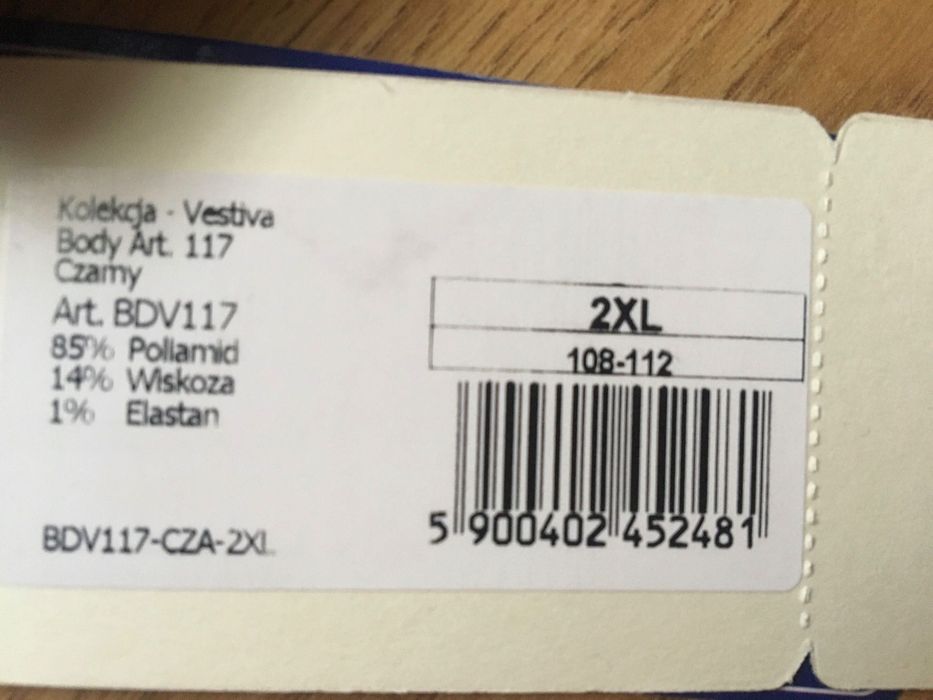 Kolekcja - Vestiva
Body Art. 117
Czarny
Art. BDV117
85% Poliamid
14% Wiskoza
1% Elastan
BDV117-CZA-2XL
2XL
108-112
5 900402 452481